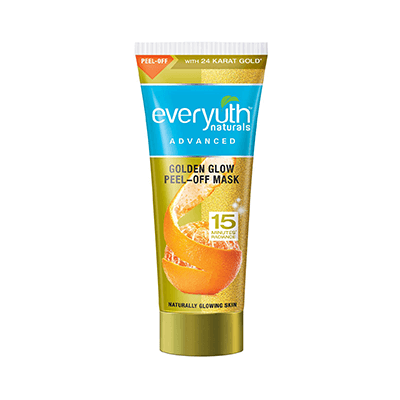 PEEL-OFF
WITH 24 KARAT GOLD*
everyuth™
naturals
ADVANCED
GOLDEN GLOW
PEEL-OFF MASK
15
MINUTES
RADIANCE
NATURALLY GLOWING SKIN